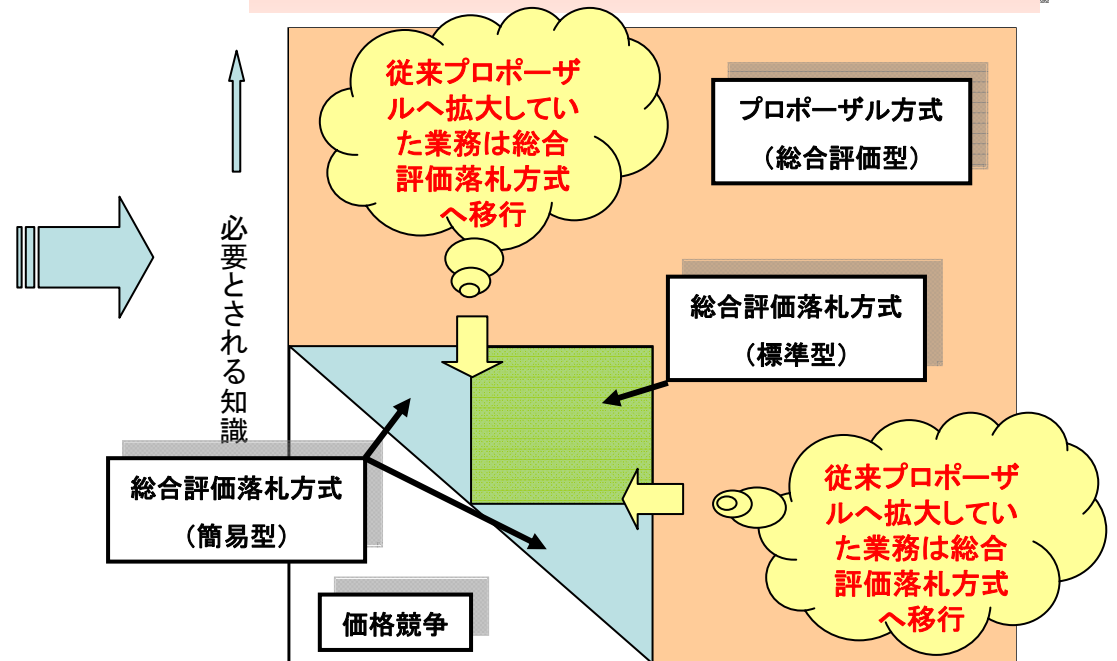 従来プロポーザ
ルへ拡大してい
た業務は総合
評価落札方式
へ移行
プロポーザル方式
（総合評価型）
必要とされる知識
総合評価落札方式
（標準型）
総合評価落札方式
（簡易型）
従来プロポーザ
ルへ拡大してい
た業務は総合
評価落札方式
へ移行
価格競争